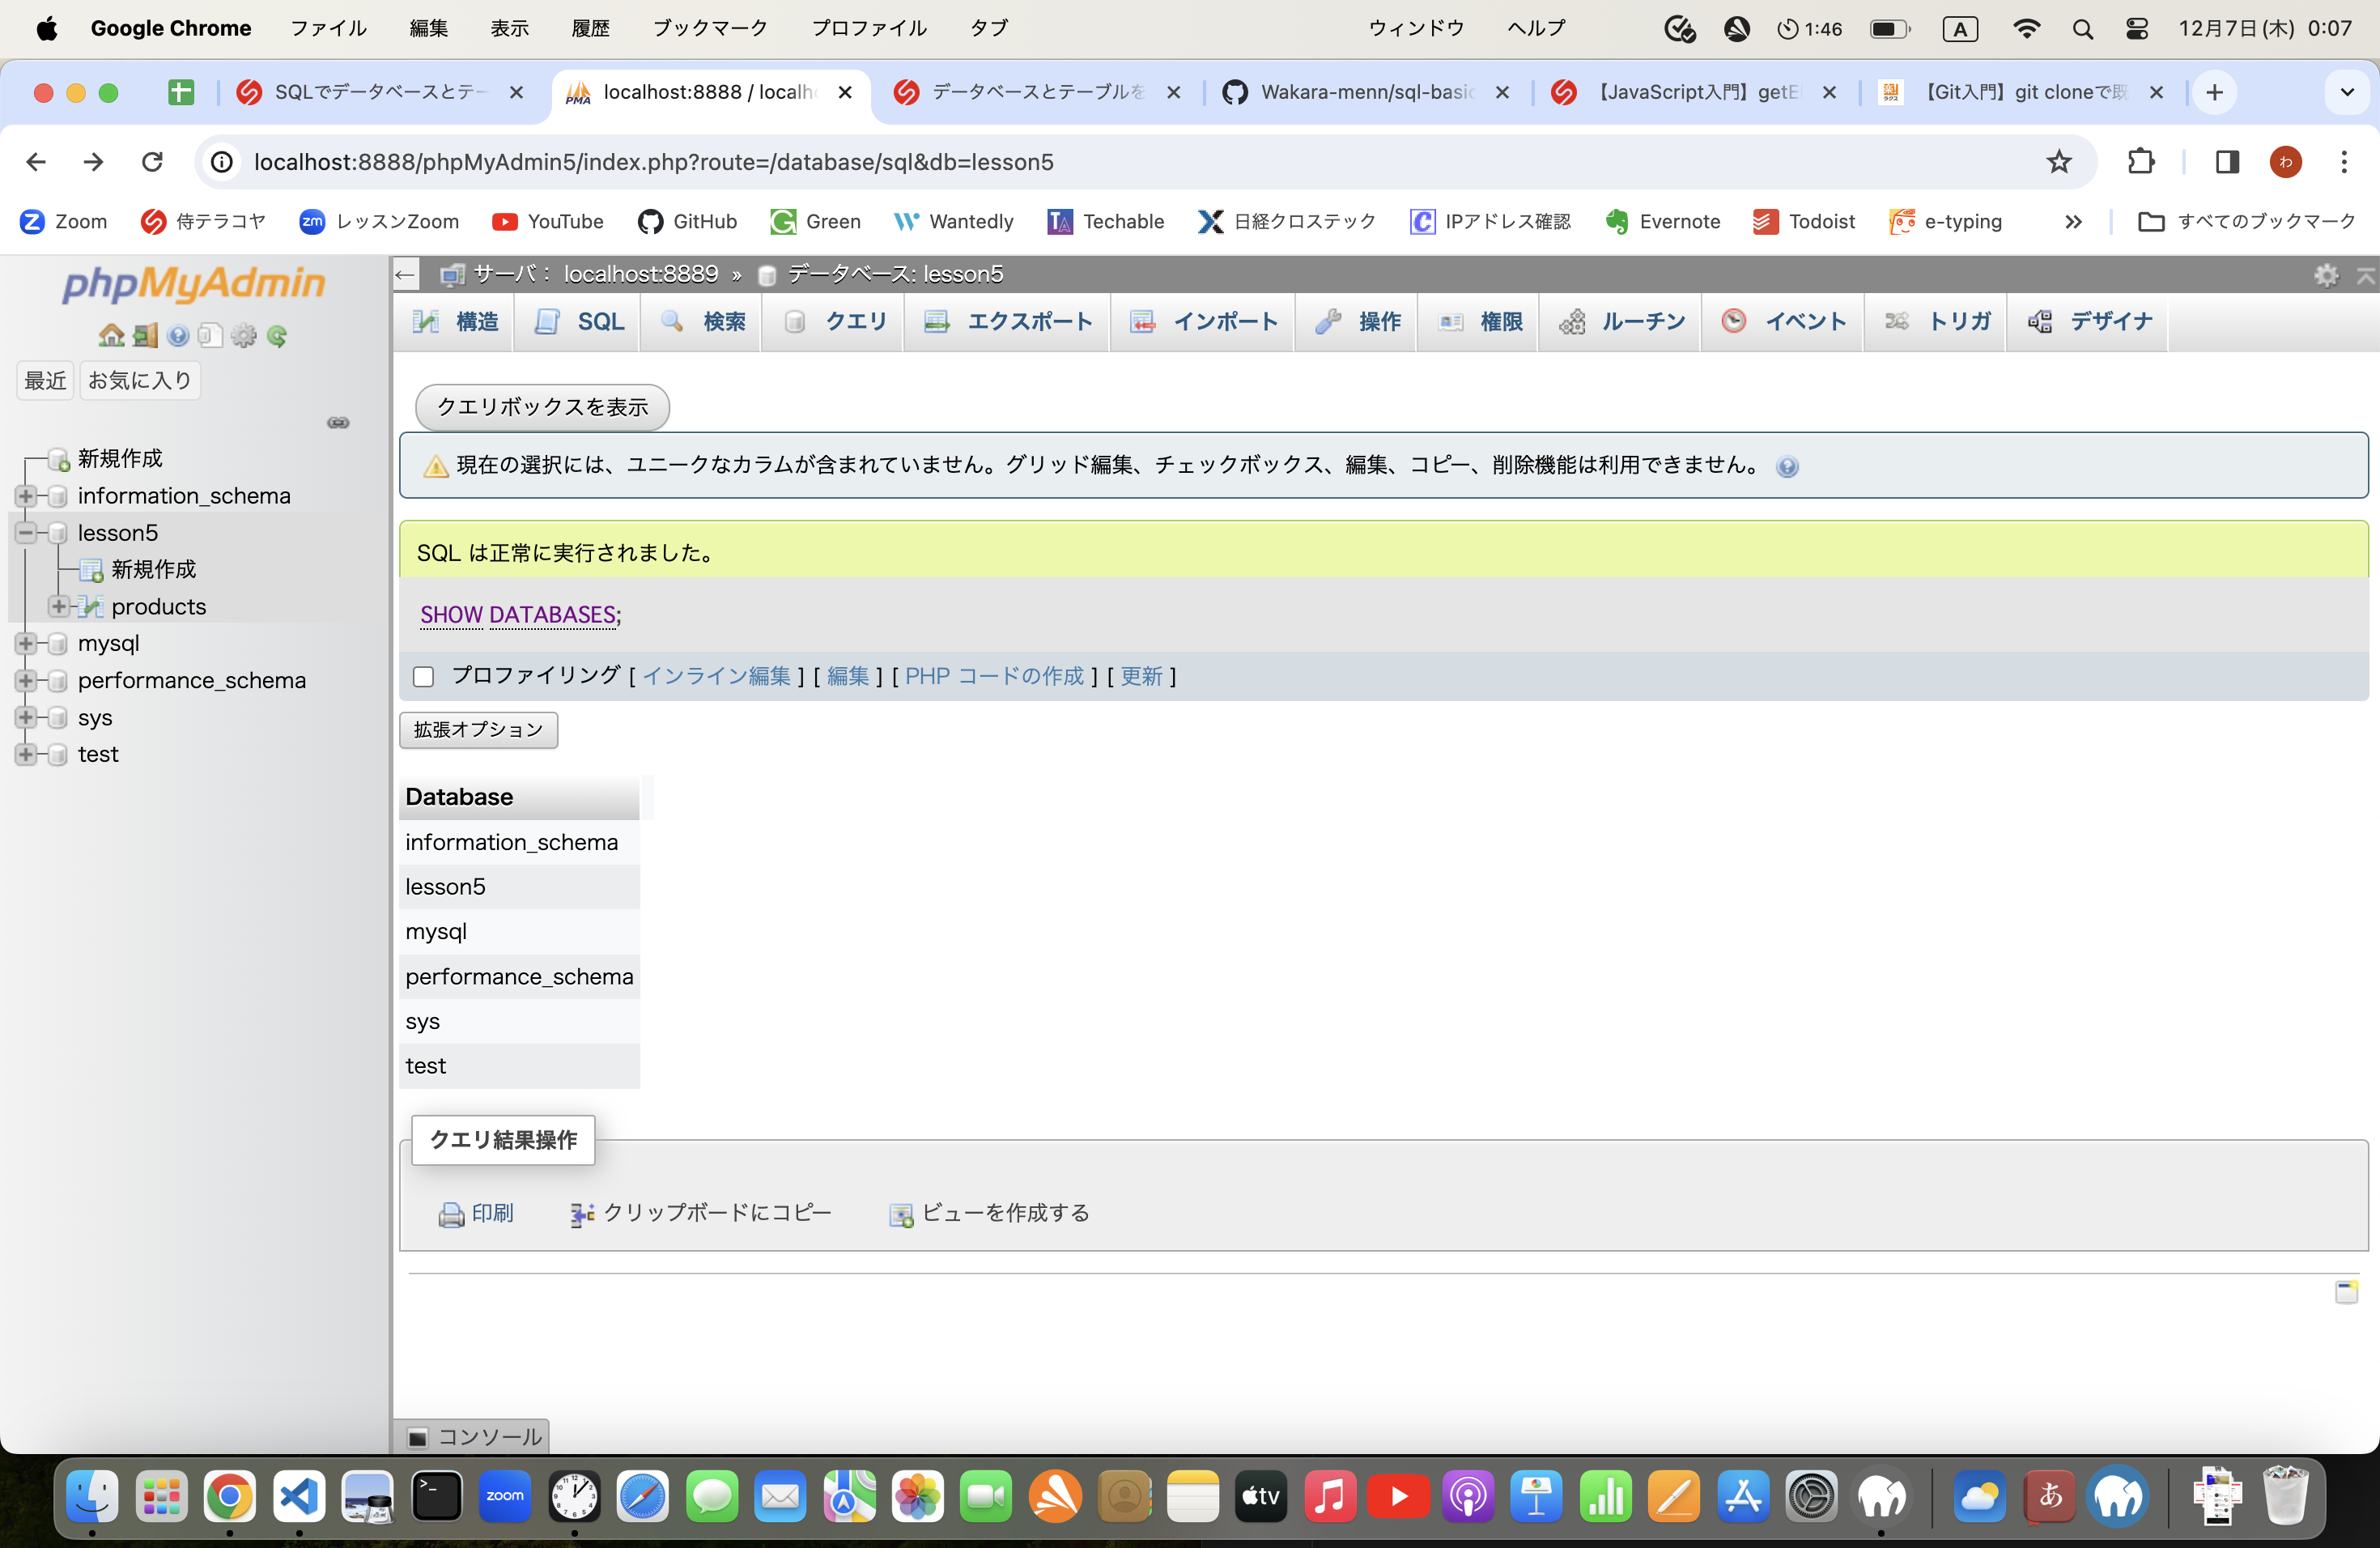 Google Chrome ファイル 編集 表示 履歴 ブックマーク プロファイル タブ ウィンドウ ヘルプ 1:46 A 12月7日(木) 0:07
SQLでデータベースとテー PMA localhost:8888 / localh データベースとテーブルを Wakara-menn/sql-basic 【JavaScript入門】getEl 【Git入門】git cloneで既
localhost:8888/phpMyAdmin5/index.php?route=/database/sql&db=lesson5 わ
Zoom 侍テラコヤ zm レッスンZoom YouTube GitHub Green Wantedly Techable 日経クロステック IPアドレス確認 Evernote Todoist e-typing » すべてのブックマーク
phpMyAdmin
最近 お気に入り
新規作成
information_schema
lesson5
新規作成
products
mysql
performance_schema
sys
test
サーバ: localhost:8889 » データベース: lesson5
構造 SQL 検索 クエリ エクスポート インポート 操作 権限 ルーチン イベント トリガ デザイナ
クエリボックスを表示
現在の選択には、ユニークなカラムが含まれていません。グリッド編集、チェックボックス、編集、コピー、削除機能は利用できません。
SQL は正常に実行されました。
SHOW DATABASES;
プロファイリング [ インライン編集 ] [ 編集 ] [ PHP コードの作成 ] [ 更新 ]
拡張オプション
Database
information_schema
lesson5
mysql
performance_schema
sys
test
クエリ結果操作
印刷 クリップボードにコピー ビューを作成する
コンソール
zoom tv あ